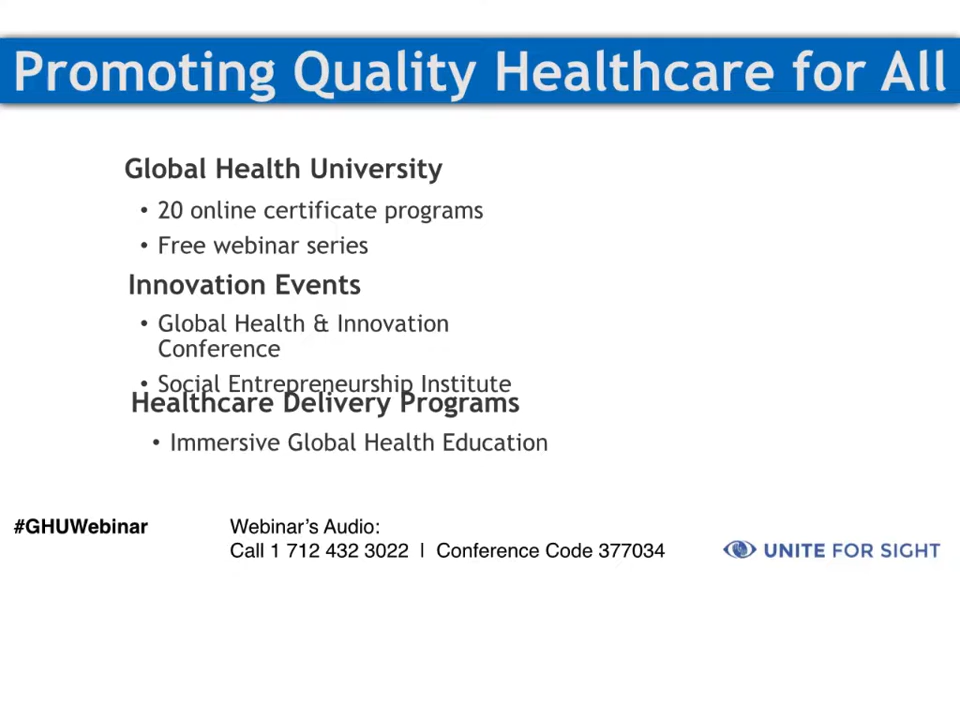 Promoting Quality Healthcare for All
Global Health University
• 20 online certificate programs
• Free webinar series
Innovation Events
• Global Health & Innovation
Conference
• Social Entrepreneurship Institute
Healthcare Delivery Programs
• Immersive Global Health Education
#GHUWebinar
Webinar's Audio:
Call 1 712 432 3022 | Conference Code 377034
UNITE FOR SIGHT